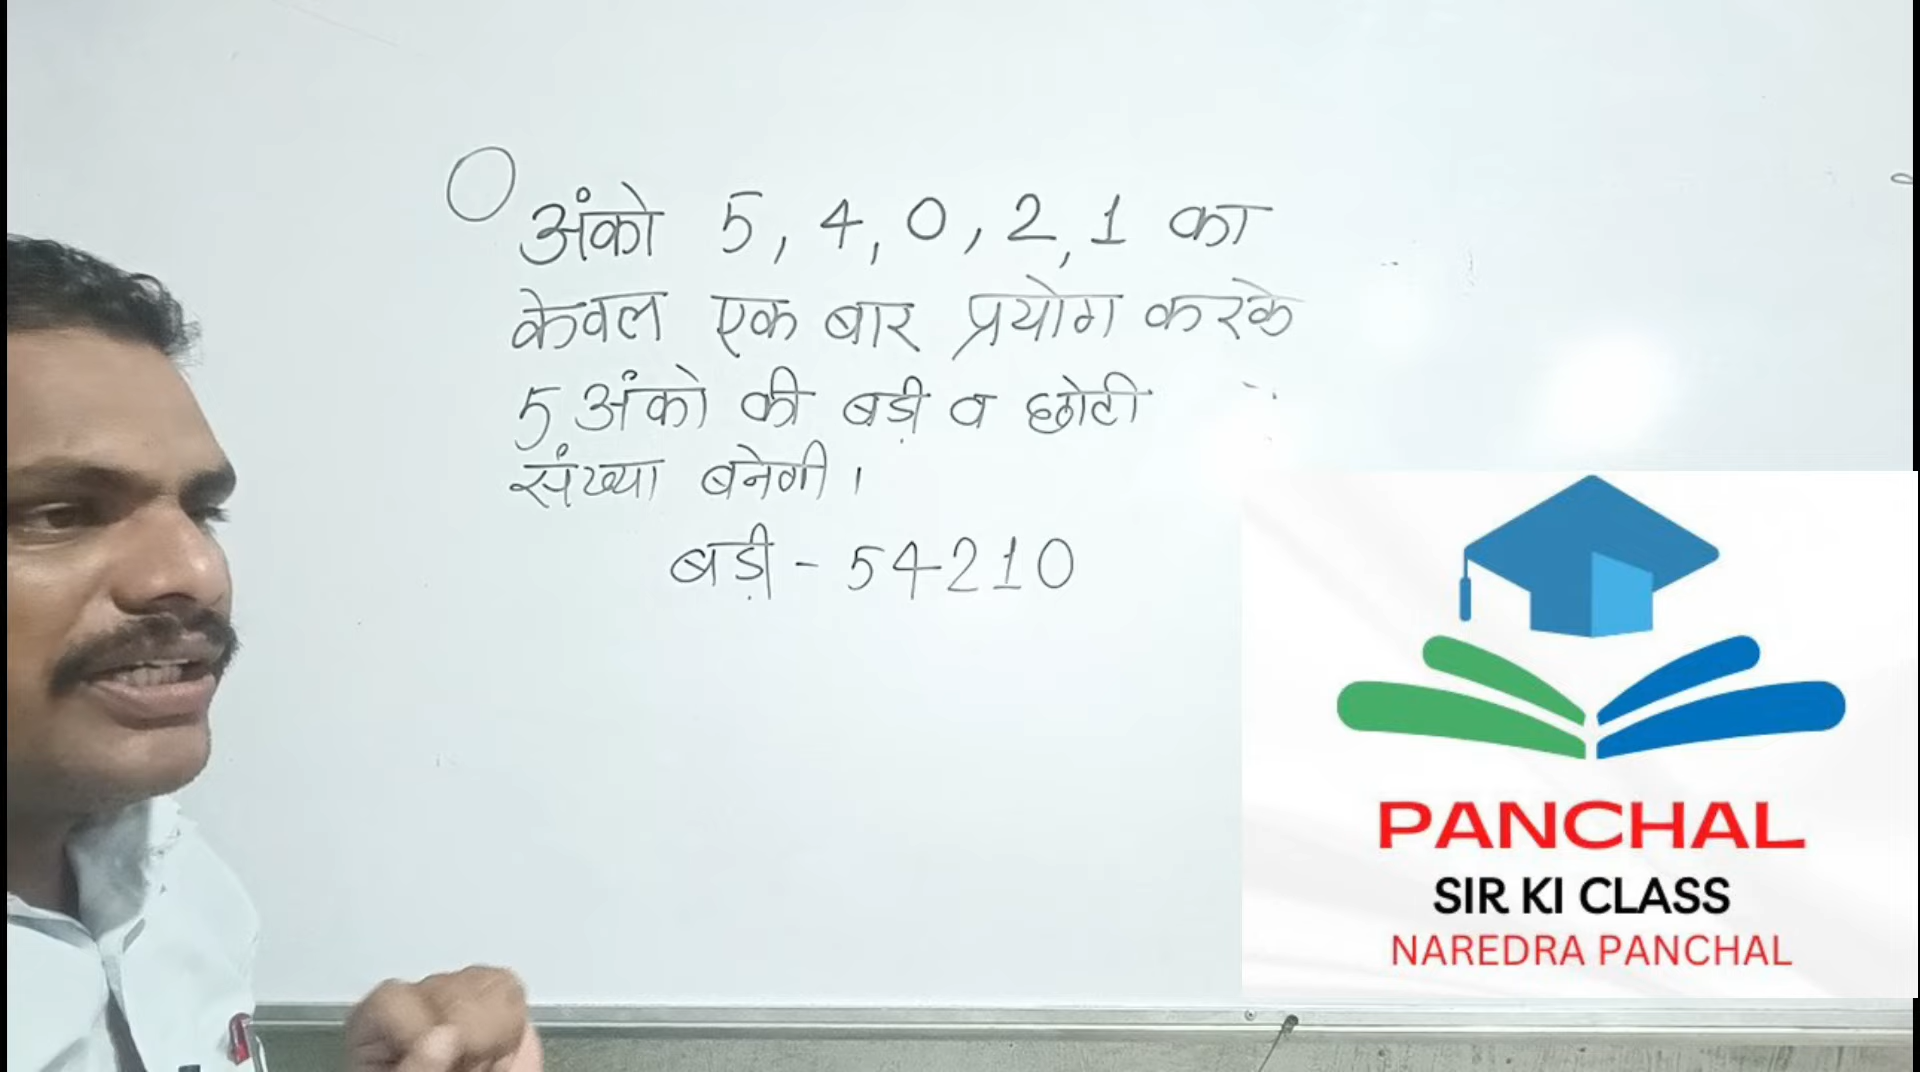 अंको 5, 4, 0, 2, 1 का
केवल एक बार प्रयोग करके
5 अंको की बड़ी व छोटी
संख्या बनेगी।
बड़ी - 54210
PANCHAL
SIR KI CLASS
NAREDRA PANCHAL